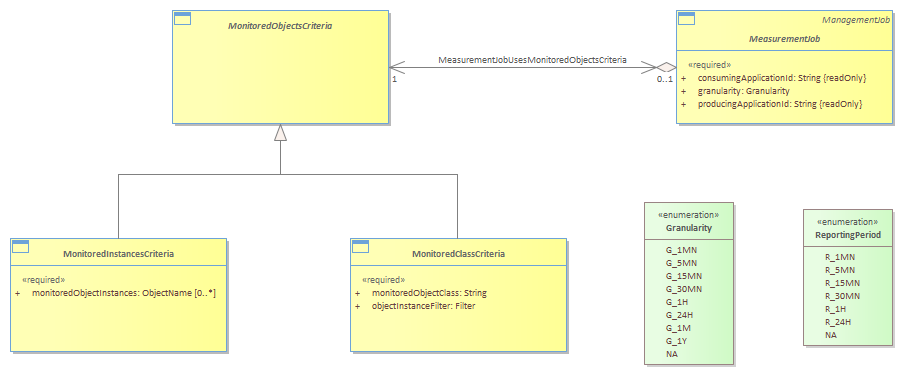 MonitoredObjectsCriteria
ManagementJob
MeasurementJob
«required»
+ consumingApplicationId: String {readOnly}
+ granularity: Granularity
+ producingApplicationId: String {readOnly}
MeasurementJobUsesMonitoredObjectsCriteria
1
0..1
MonitoredInstancesCriteria
«required»
+ monitoredObjectInstances: ObjectName [0..*]
MonitoredClassCriteria
«required»
+ monitoredObjectClass: String
+ objectInstanceFilter: Filter
«enumeration»
Granularity
G_1MN
G_5MN
G_15MN
G_30MN
G_1H
G_24H
G_1M
G_1Y
NA
«enumeration»
ReportingPeriod
R_1MN
R_5MN
R_15MN
R_30MN
R_1H
R_24H
NA